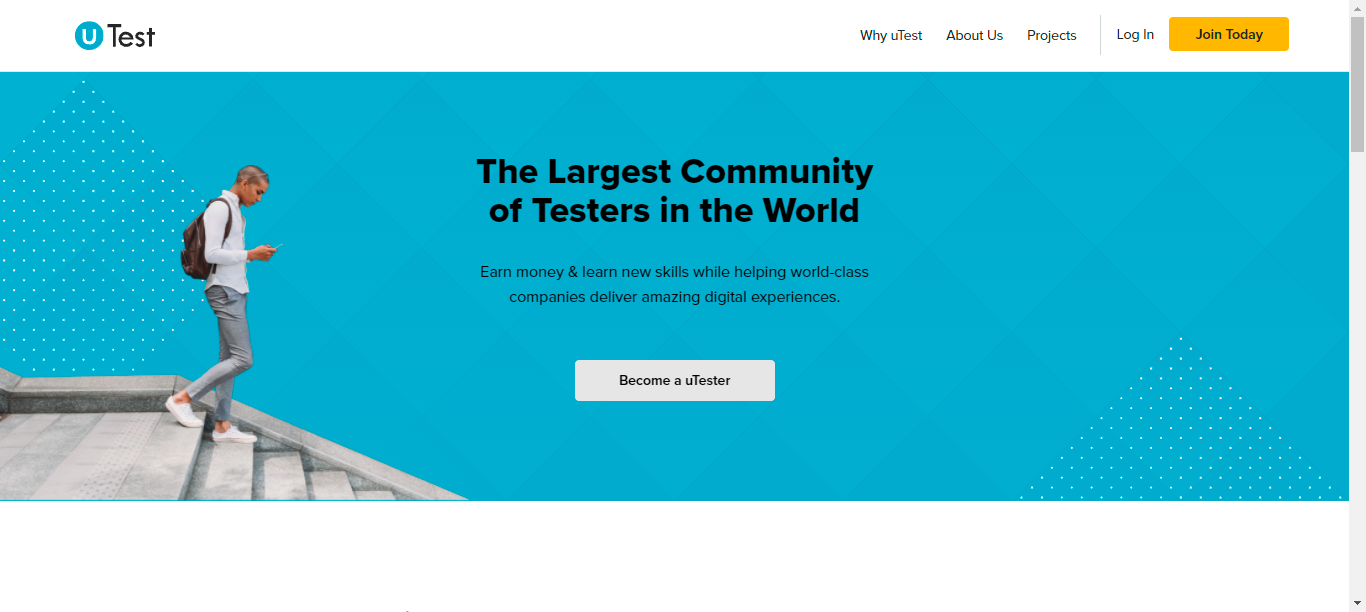 uTest
Why uTest
About Us
Projects
Log In
Join Today
The Largest Community
of Testers in the World
Earn money & learn new skills while helping world-class
companies deliver amazing digital experiences.
Become a uTester